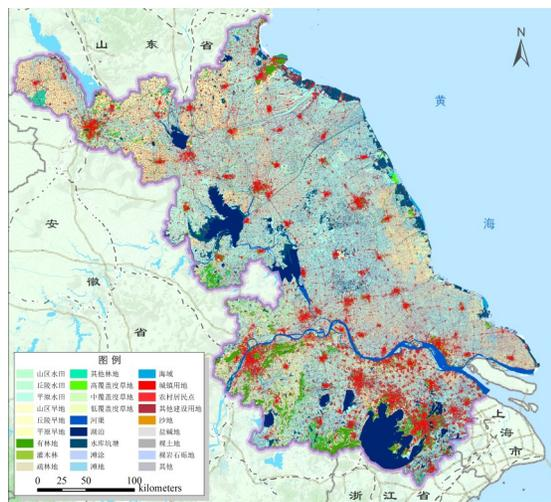 山东省
N
黄
海
安
徽
省
图例
山区水田 其他林地 海域
丘陵水田 高覆盖度草地 城镇用地
平原水田 中覆盖度草地 农村居民点
山区旱地 低覆盖度草地 其他建设用地
丘陵旱地 河渠 沙地
平原旱地 湖泊 盐碱地
有林地 水库坑塘 裸土地
灌木林 滩涂 裸岩石砾地
疏林地 滩地 其他
0 25 50 100
kilometers
上
海
市
浙江省